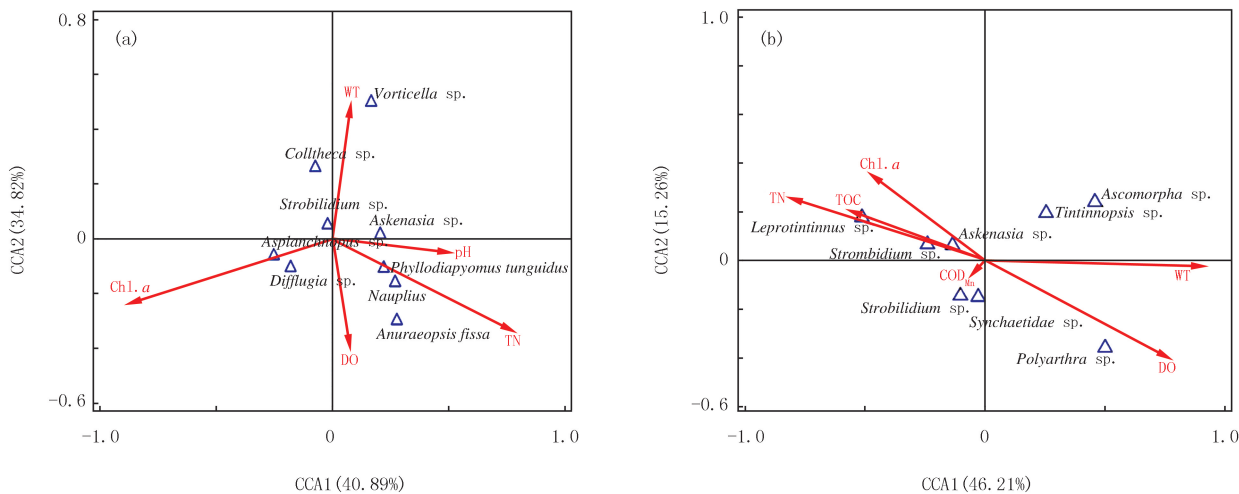 (a)
0.8
WT
Vorticella sp.
Colltheca sp.
Strobilidium sp.
Askenasia sp.
0
Asplanchnopus sp.
pH
Phyllodiapyomus tunguidus
Difflugia sp.
Chl.a
Nauplius
Anuraeopsis fissa
TN
DO
-0.6
-1.0
0
1.0
CCA1(40.89%)
CCA2(34.82%)
(b)
1.0
Chl.a
TN
TOC
Ascomorpha sp.
Tintinnopsis sp.
Leprotintinnus sp.
Askenasia sp.
Strombidium sp.
0
CODMn
WT
Strobilidium sp.
Synchaetidae sp.
Polyarthra sp.
DO
-0.6
-1.0
0
1.0
CCA1(46.21%)
CCA2(15.26%)